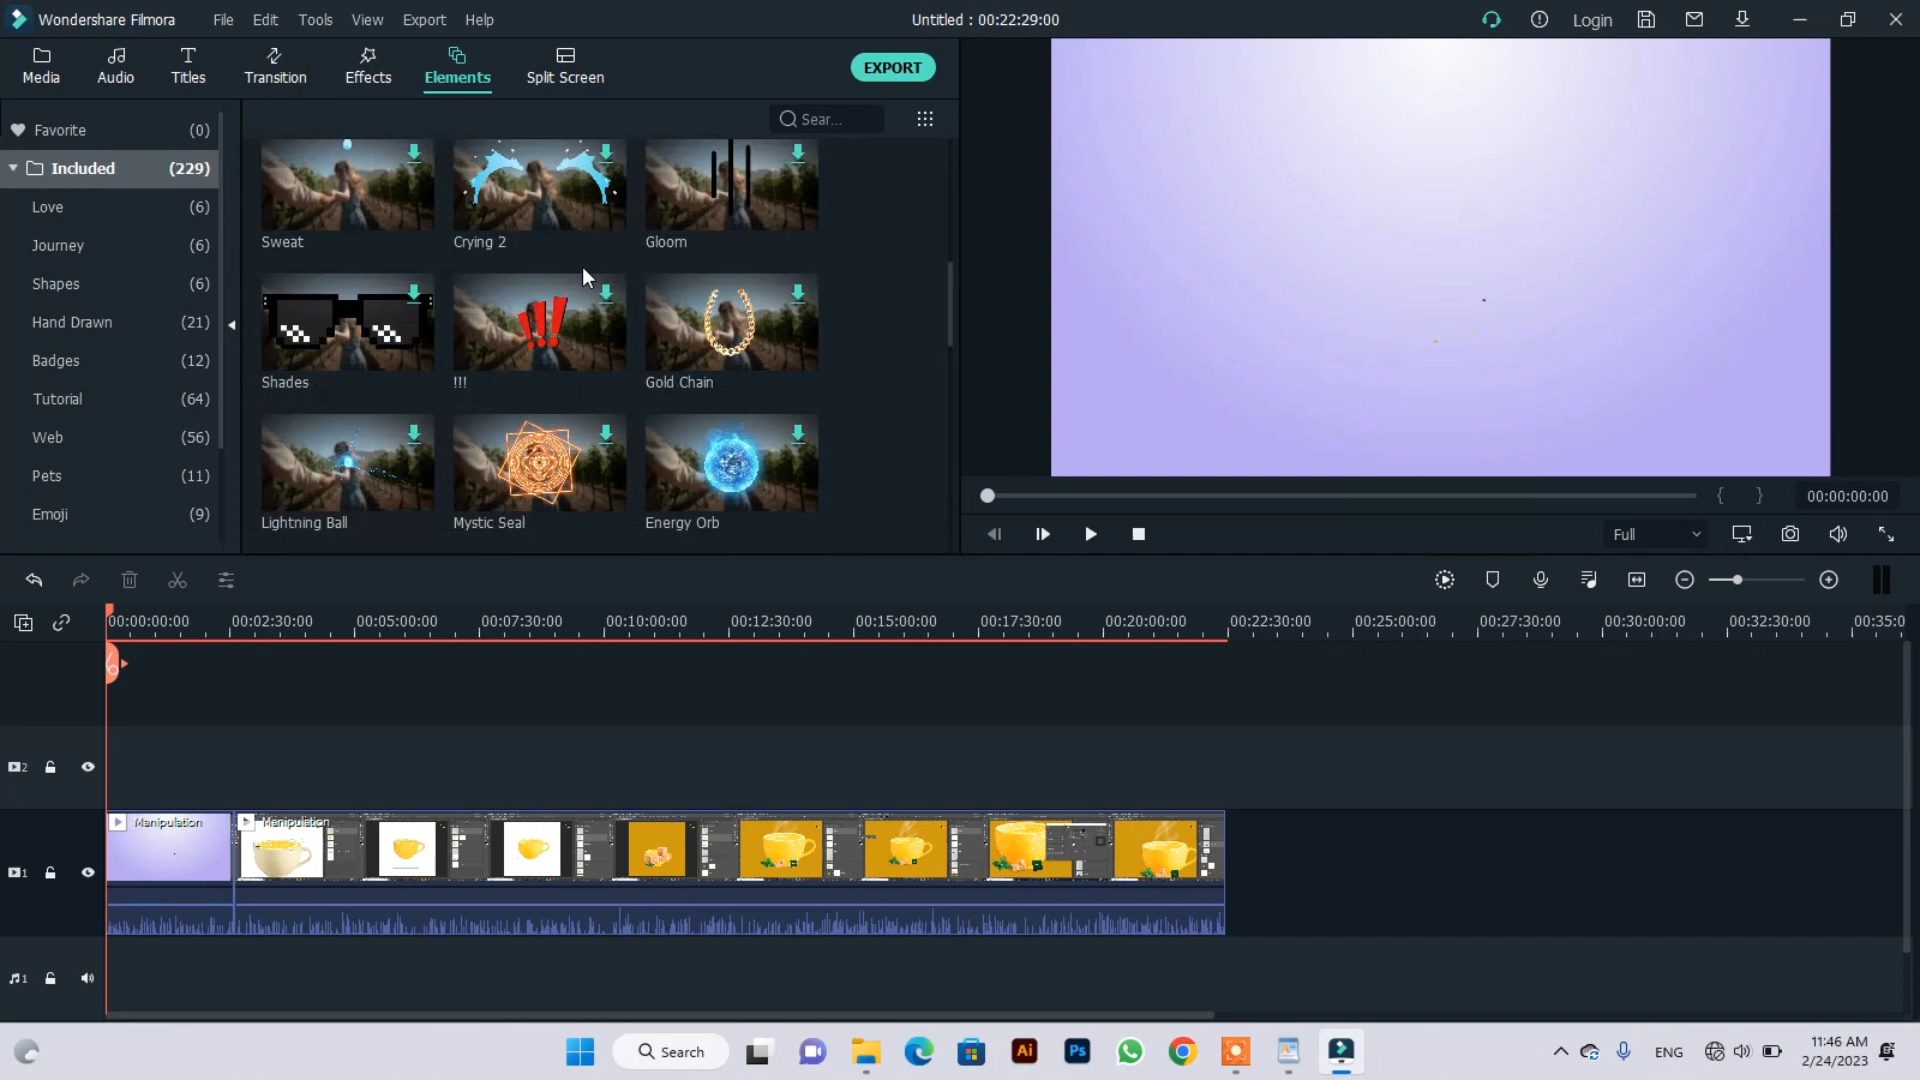 Wondershare Filmora File Edit Tools View Export Help Untitled : 00:22:29:00 Login
Media Audio Titles Transition Effects Elements Split Screen EXPORT
Favorite (0)
Included (229)
Love (6)
Journey (6)
Shapes (6)
Hand Drawn (21)
Badges (12)
Tutorial (64)
Web (56)
Pets (11)
Emoji (9)
Sear...
Sweat Crying 2 Gloom
Shades !!! Gold Chain
Lightning Ball Mystic Seal Energy Orb
{ } 00:00:00:00
Full
00:00:00:00 00:02:30:00 00:05:00:00 00:07:30:00 00:10:00:00 00:12:30:00 00:15:00:00 00:17:30:00 00:20:00:00 00:22:30:00 00:25:00:00 00:27:30:00 00:30:00:00 00:32:30:00 00:35:0
2
Manipulation Manipulation
1
1
Search Ai Ps ENG 11:46 AM
2/24/2023